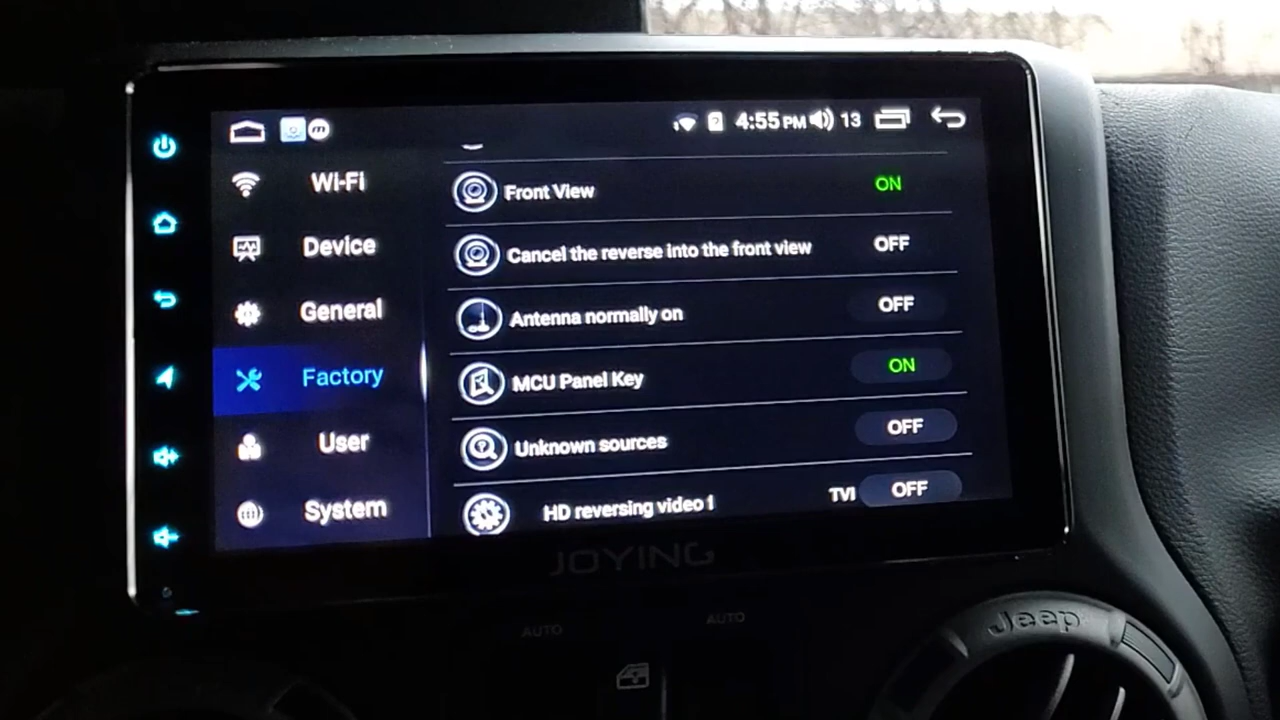 4:55 PM 13
Wi-Fi
Device
General
Factory
User
System
Front View ON
Cancel the reverse into the front view OFF
Antenna normally on OFF
MCU Panel Key ON
Unknown sources OFF
HD reversing video1 TVI OFF
JOYING
AUTO AUTO
Jeep